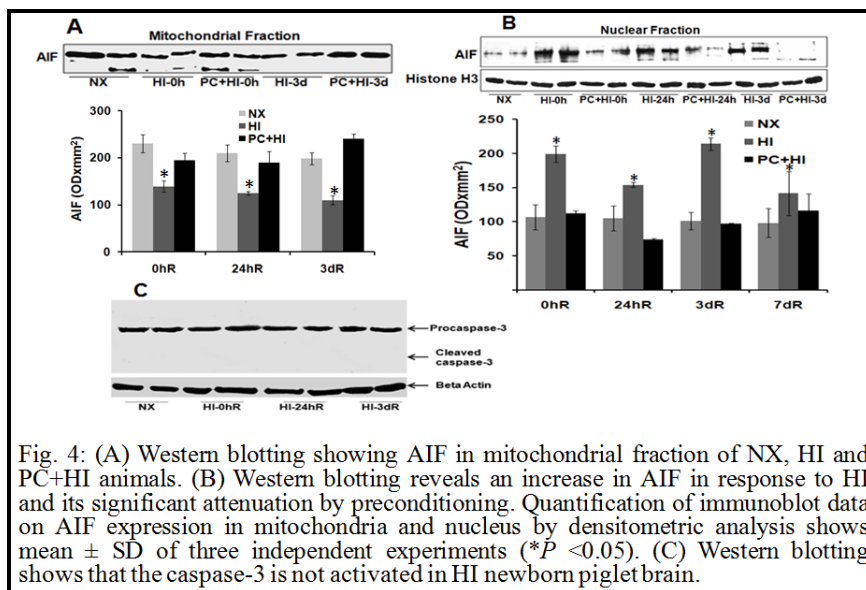 A
Mitochondrial Fraction
AIF
NX HI-0h PC+HI-0h HI-3d PC+HI-3d
AIF (ODxmm²)
300
200
100
0
NX
HI
PC+HI
* * *
0hR 24hR 3dR
B
Nuclear Fraction
AIF
Histone H3
NX HI-0h PC+HI-0h HI-24h PC+HI-24h HI-3d PC+HI-3d
AIF (ODxmm²)
250
200
150
100
50
NX
HI
PC+HI
* * * *
0hR 24hR 3dR 7dR
C
Procaspase-3
Cleaved
caspase-3
Beta Actin
NX HI-0hR HI-24hR HI-3dR
Fig. 4: (A) Western blotting showing AIF in mitochondrial fraction of NX, HI and
PC+HI animals. (B) Western blotting reveals an increase in AIF in response to HI
and its significant attenuation by preconditioning. Quantification of immunoblot data
on AIF expression in mitochondria and nucleus by densitometric analysis shows
mean ± SD of three independent experiments (*P <0.05). (C) Western blotting
shows that the caspase-3 is not activated in HI newborn piglet brain.